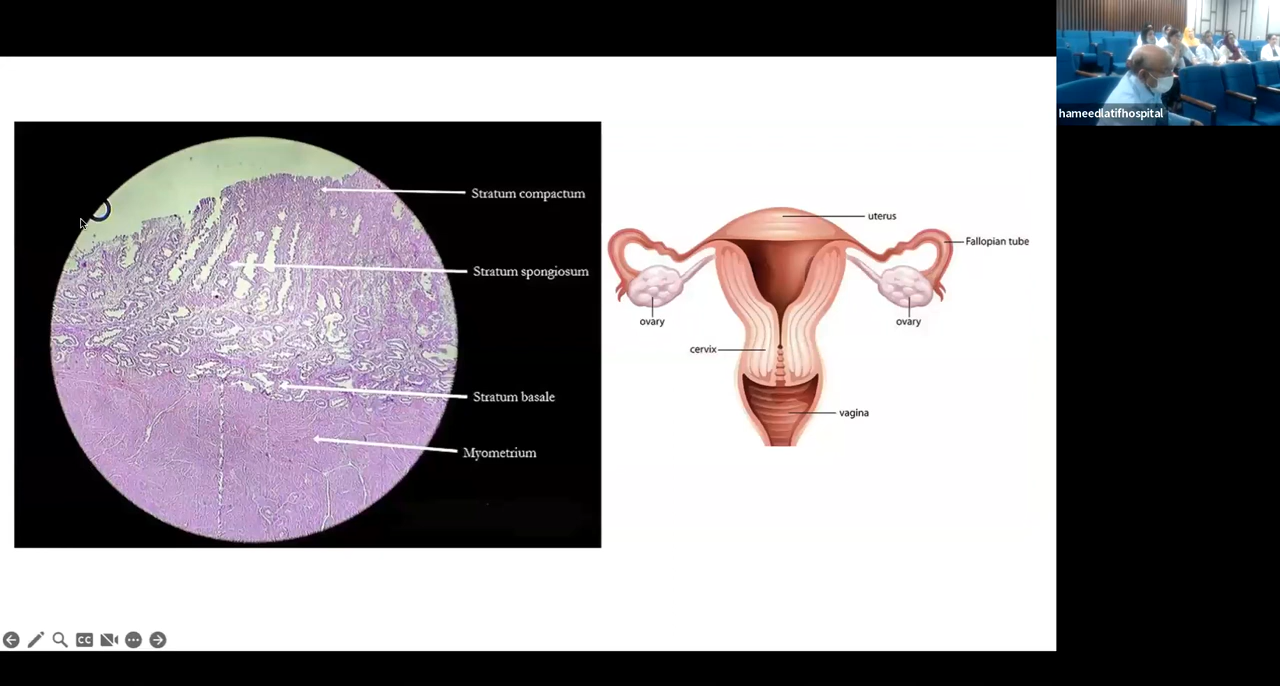 Stratum compactum
Stratum spongiosum
Stratum basale
Myometrium
uterus
Fallopian tube
ovary
ovary
cervix
vagina
hameedlatifhospital
CC